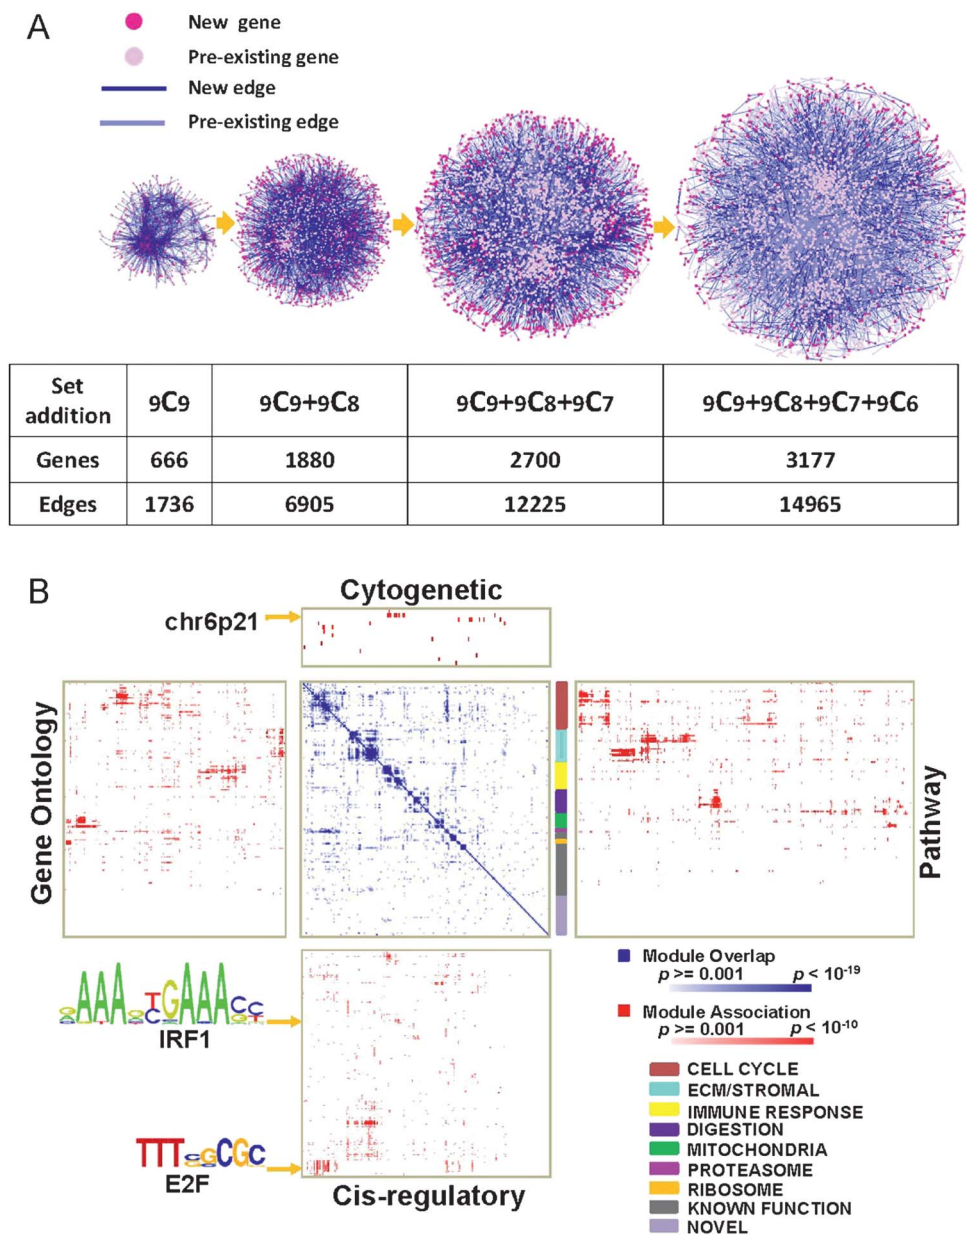 A
New gene
Pre-existing gene
New edge
Pre-existing edge
Set addition 9C9 9C9+9C8 9C9+9C8+9C7 9C9+9C8+9C7+9C6
Genes 666 1880 2700 3177
Edges 1736 6905 12225 14965
B
Cytogenetic
chr6p21
Gene Ontology
Pathway
Module Overlap
p >= 0.001 p < 10-19
Module Association
p >= 0.001 p < 10-10
AAA TGAAACC
IRF1
TTTCGCGC
E2F
Cis-regulatory
CELL CYCLE
ECM/STROMAL
IMMUNE RESPONSE
DIGESTION
MITOCHONDRIA
PROTEASOME
RIBOSOME
KNOWN FUNCTION
NOVEL